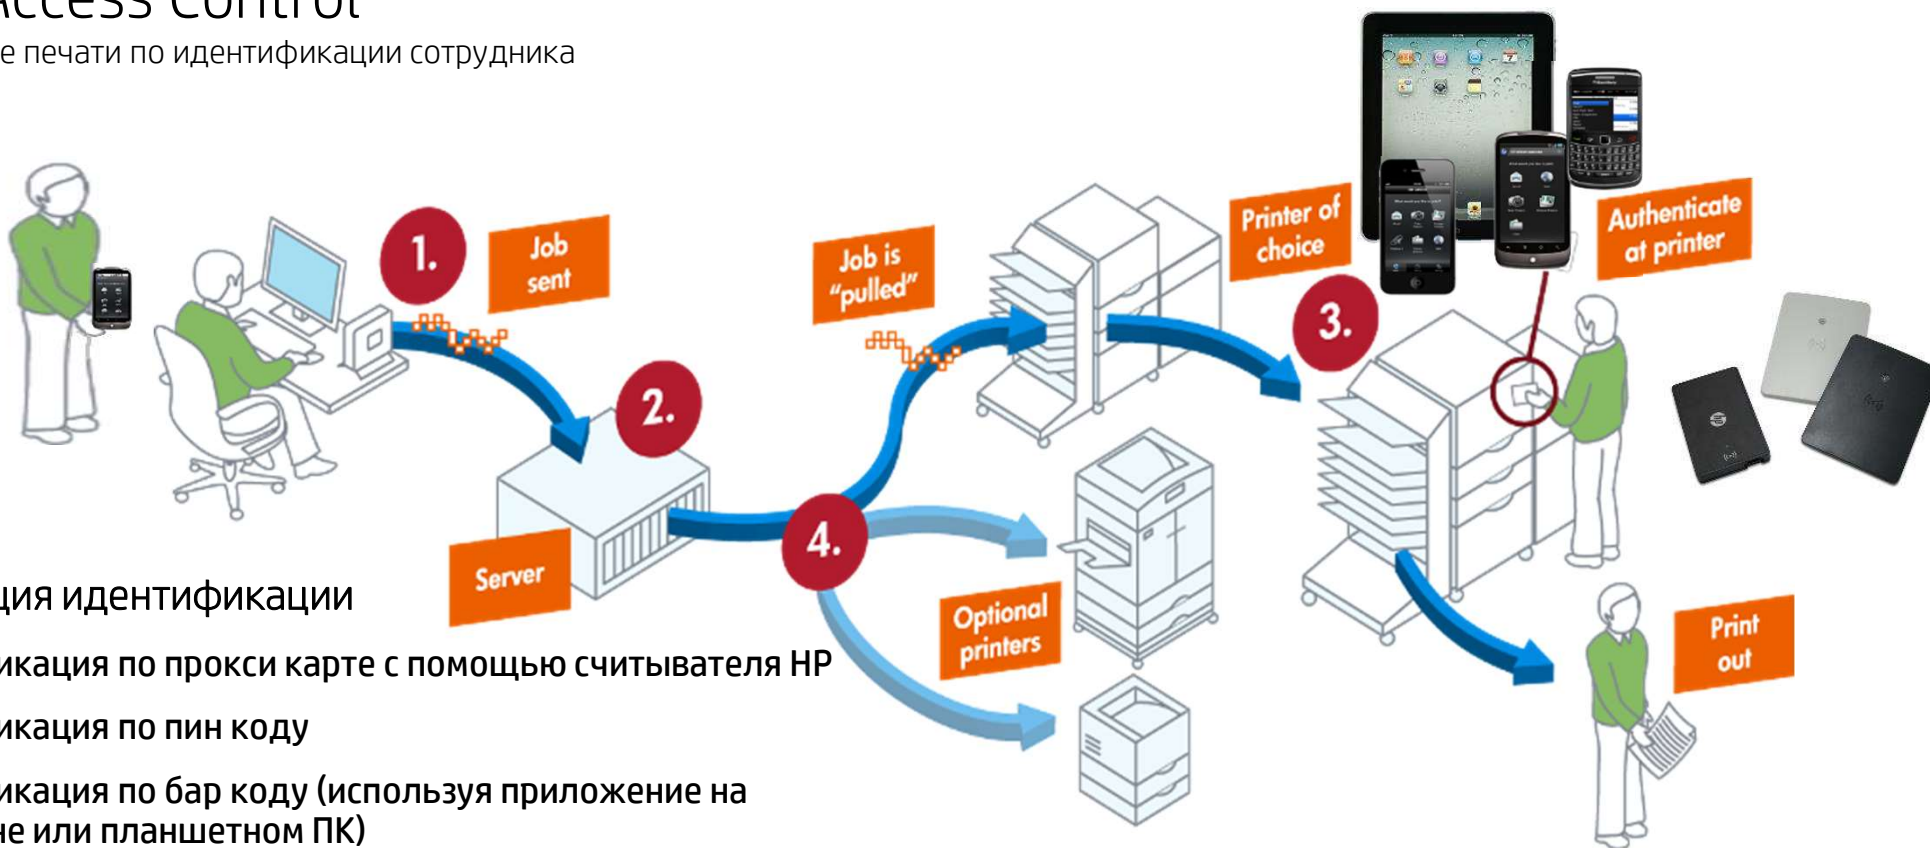 Access Control
е печати по идентификации сотрудника
1.
Job
sent
Job is
“pulled”
Printer of
choice
Authenticate
at printer
3.
2.
4.
Server
Optional
printers
Print
out
ция идентификации
икация по прокси карте с помощью считывателя HP
икация по пин коду
икация по бар коду (используя приложение на
не или планшетном ПК)